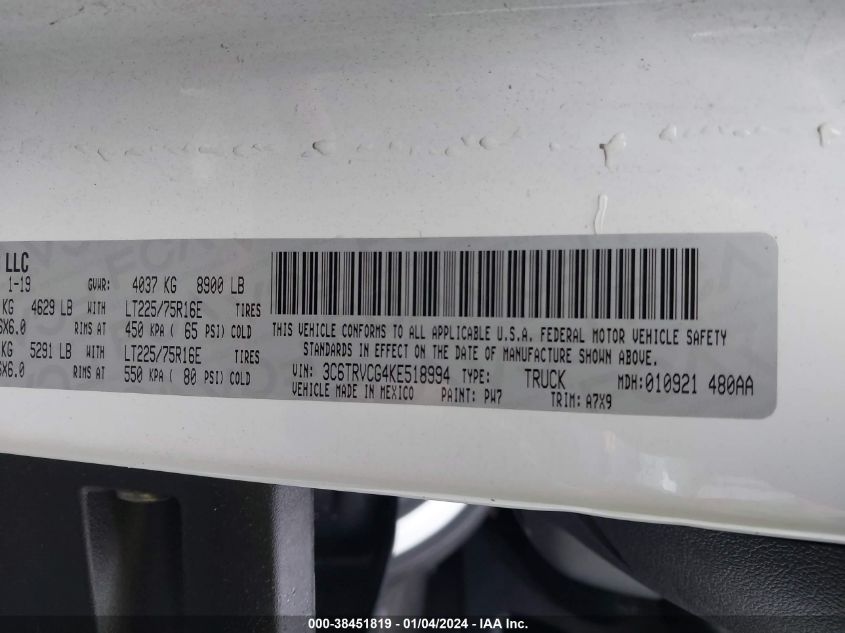 LLC
1-19 GVWR: 4037 KG 8900 LB
KG 4629 LB WITH LT225/75R16E TIRES
6X6.0 RIMS AT 450 KPA ( 65 PSI) COLD
KG 5291 LB WITH LT225/75R16E TIRES
6X6.0 RIMS AT 550 KPA ( 80 PSI) COLD
THIS VEHICLE CONFORMS TO ALL APPLICABLE U.S.A. FEDERAL MOTOR VEHICLE SAFETY
STANDARDS IN EFFECT ON THE DATE OF MANUFACTURE SHOWN ABOVE.
VIN: 3C6TRVCG4KE518994 TYPE: TRUCK MDH:010921 480AA
VEHICLE MADE IN MEXICO PAINT: PW7 TRIM: A7X9
000-38451819 - 01/04/2024 - IAA Inc.